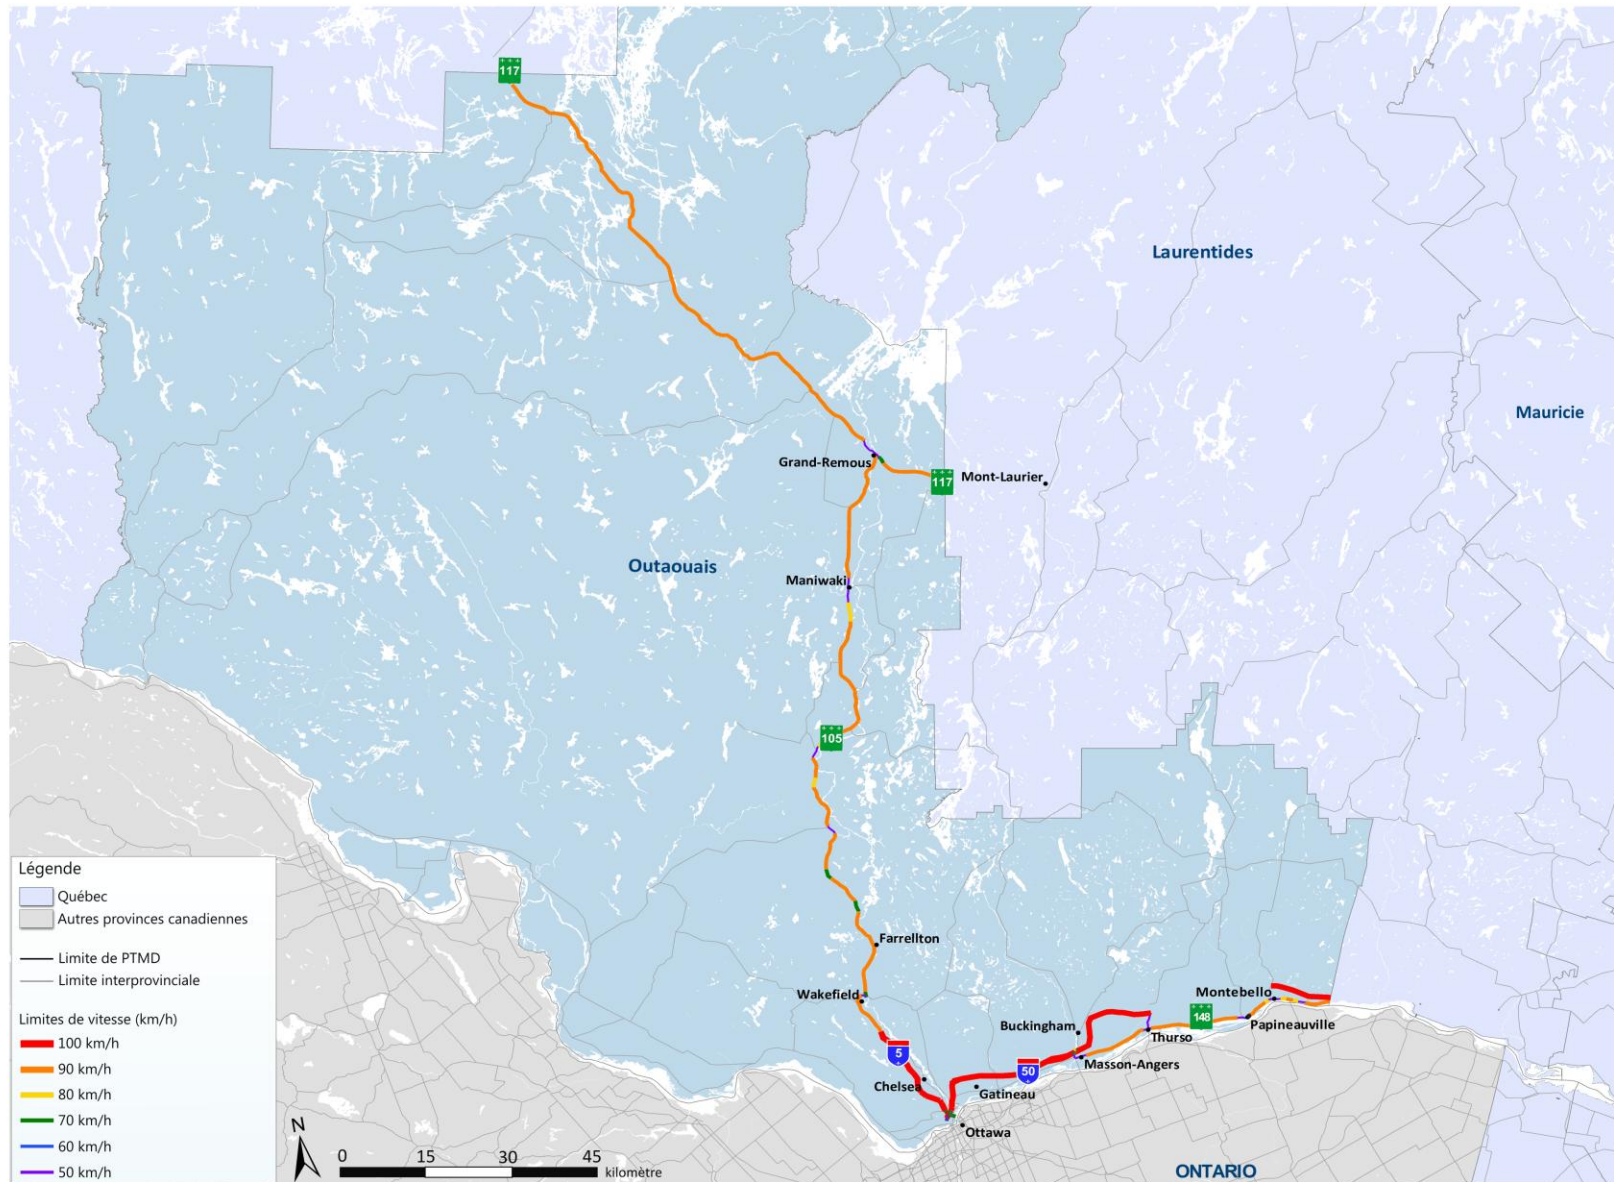 117
Laurentides
Mauricie
Grand-Remous
117
Mont-Laurier
Outaouais
Maniwaki
105
Farrellton
Wakefield
Montebello
148
Papineauville
Buckingham
Thurso
5
50
Masson-Angers
Chelsea
Gatineau
Ottawa
ONTARIO
Légende
Québec
Autres provinces canadiennes
Limite de PTMD
Limite interprovinciale
Limites de vitesse (km/h)
100 km/h
90 km/h
80 km/h
70 km/h
60 km/h
50 km/h
N
0 15 30 45
kilomètre